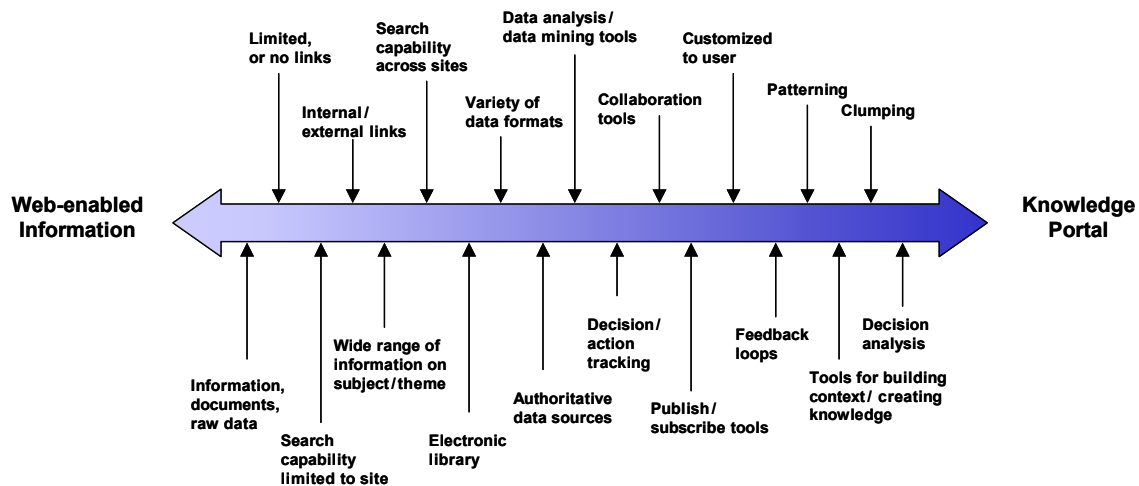 Data analysis/
data mining tools
Search
capability
across sites
Limited,
or no links
Customized
to user
Patterning
Variety of
data formats
Collaboration
tools
Clumping
Internal/
external links
Web-enabled
Information
Knowledge
Portal
Wide range of
information on
subject/theme
Decision/
action
tracking
Feedback
loops
Decision
analysis
Information,
documents,
raw data
Authoritative
data sources
Publish/
subscribe tools
Tools for building
context/ creating
knowledge
Search
capability
limited to site
Electronic
library